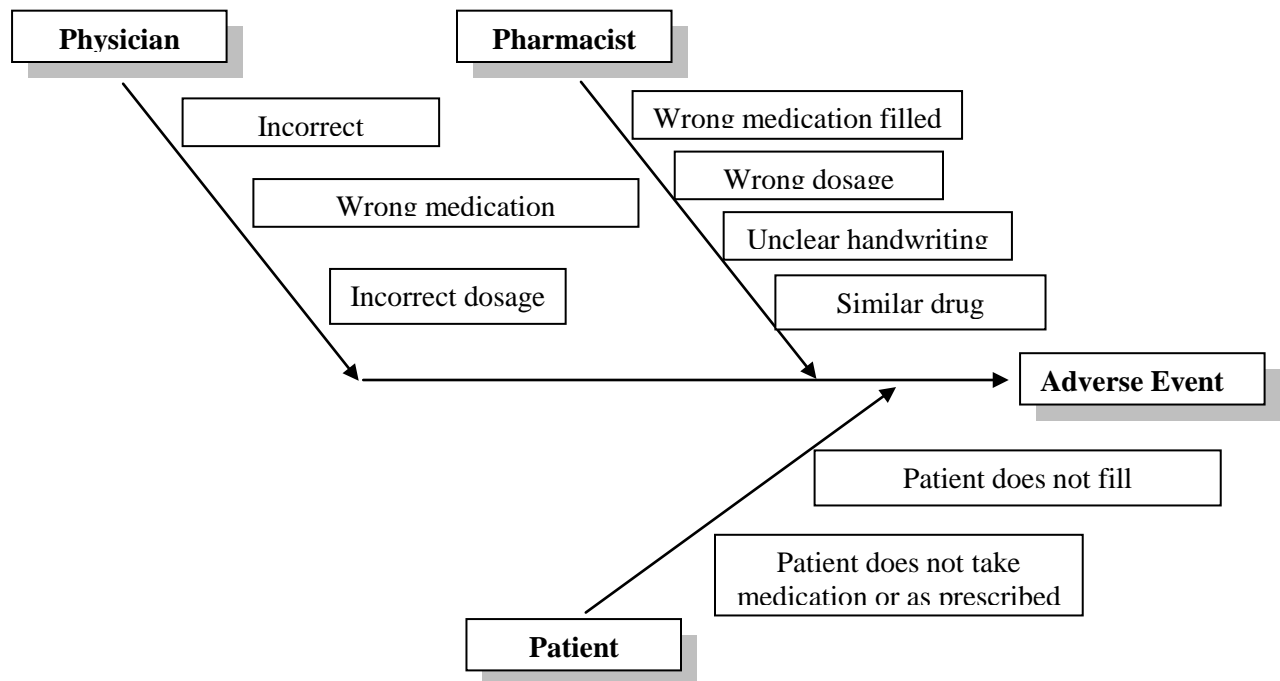 Physician
Pharmacist
Incorrect
Wrong medication filled
Wrong dosage
Wrong medication
Unclear handwriting
Incorrect dosage
Similar drug
Adverse Event
Patient does not fill
Patient does not take
medication or as prescribed
Patient